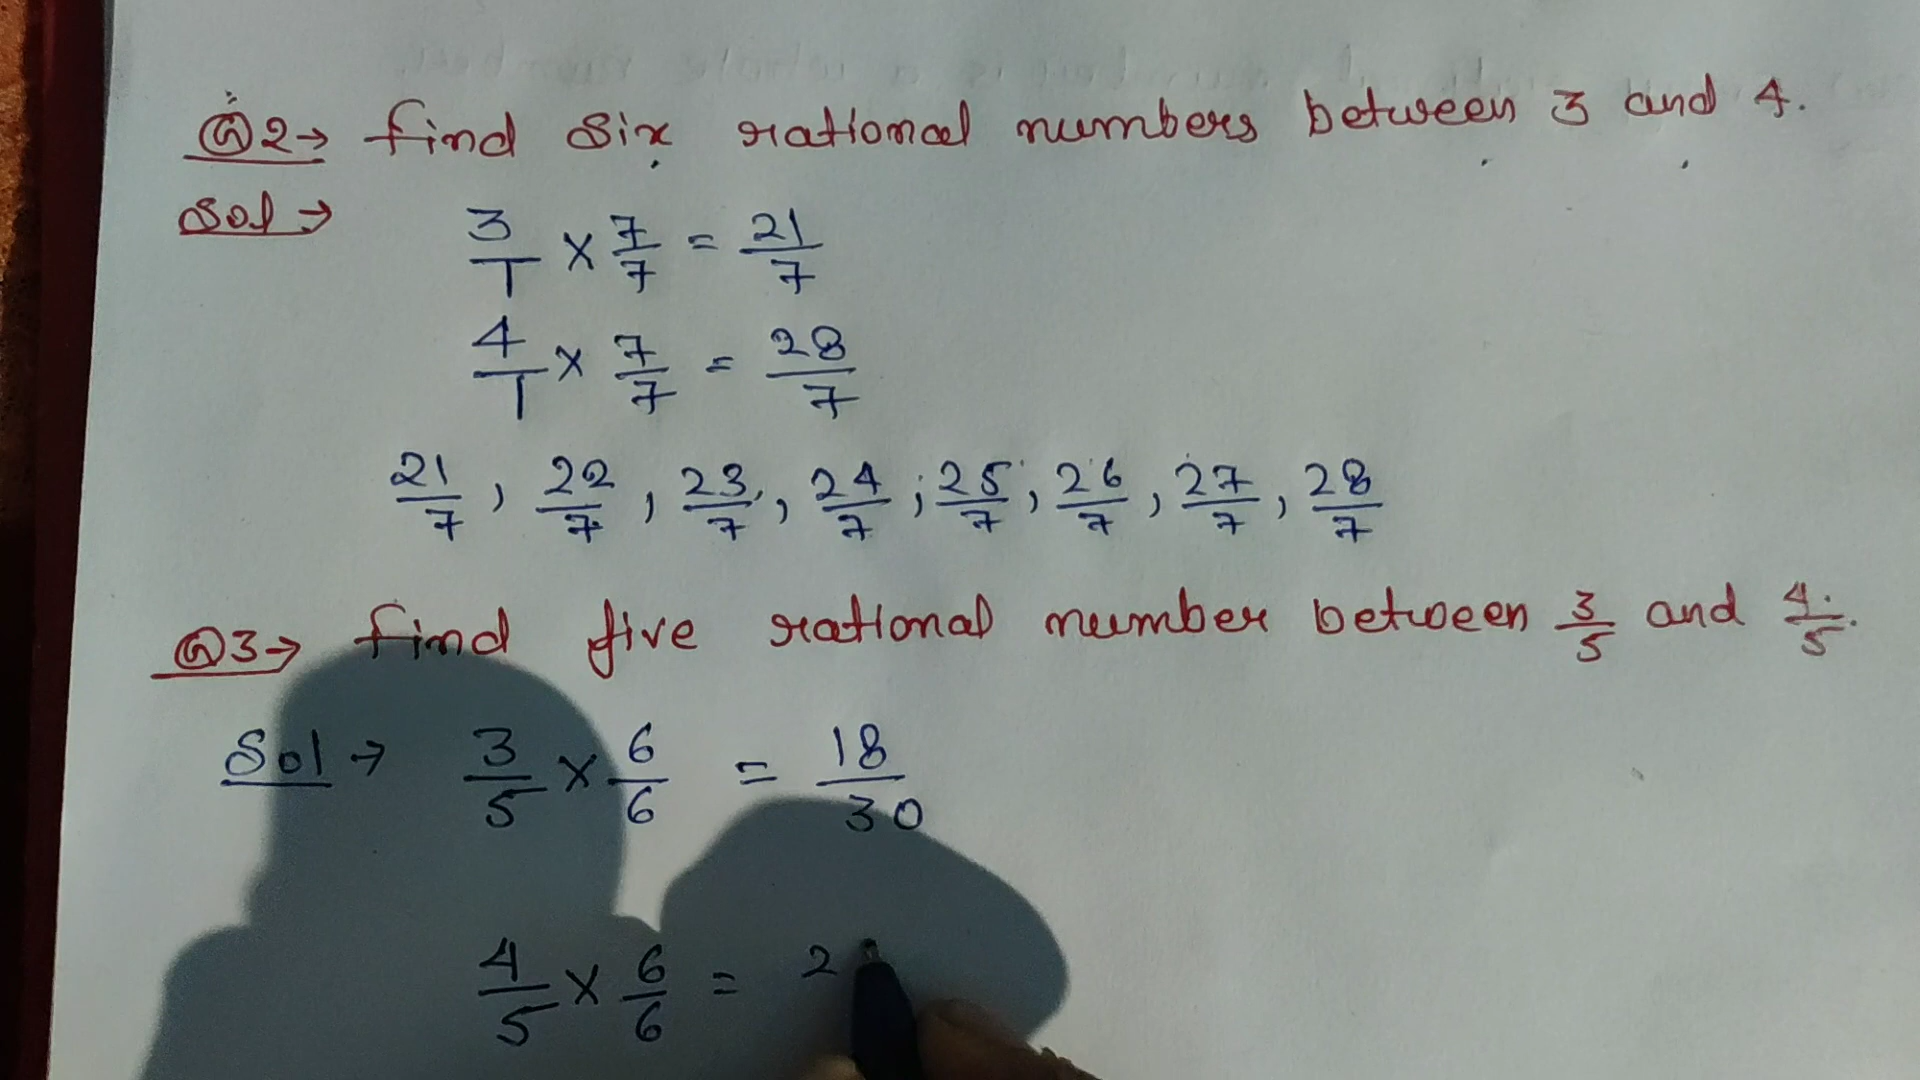 Q2→ Find six rational numbers between 3 and 4.
Sol→ 3/1 × 7/7 = 21/7
4/1 × 7/7 = 28/7
21/7, 22/7, 23/7, 24/7, 25/7, 26/7, 27/7, 28/7
Q3→ Find five rational number between 3/5 and 4/5.
Sol→ 3/5 × 6/6 = 18/30
4/5 × 6/6 = 2